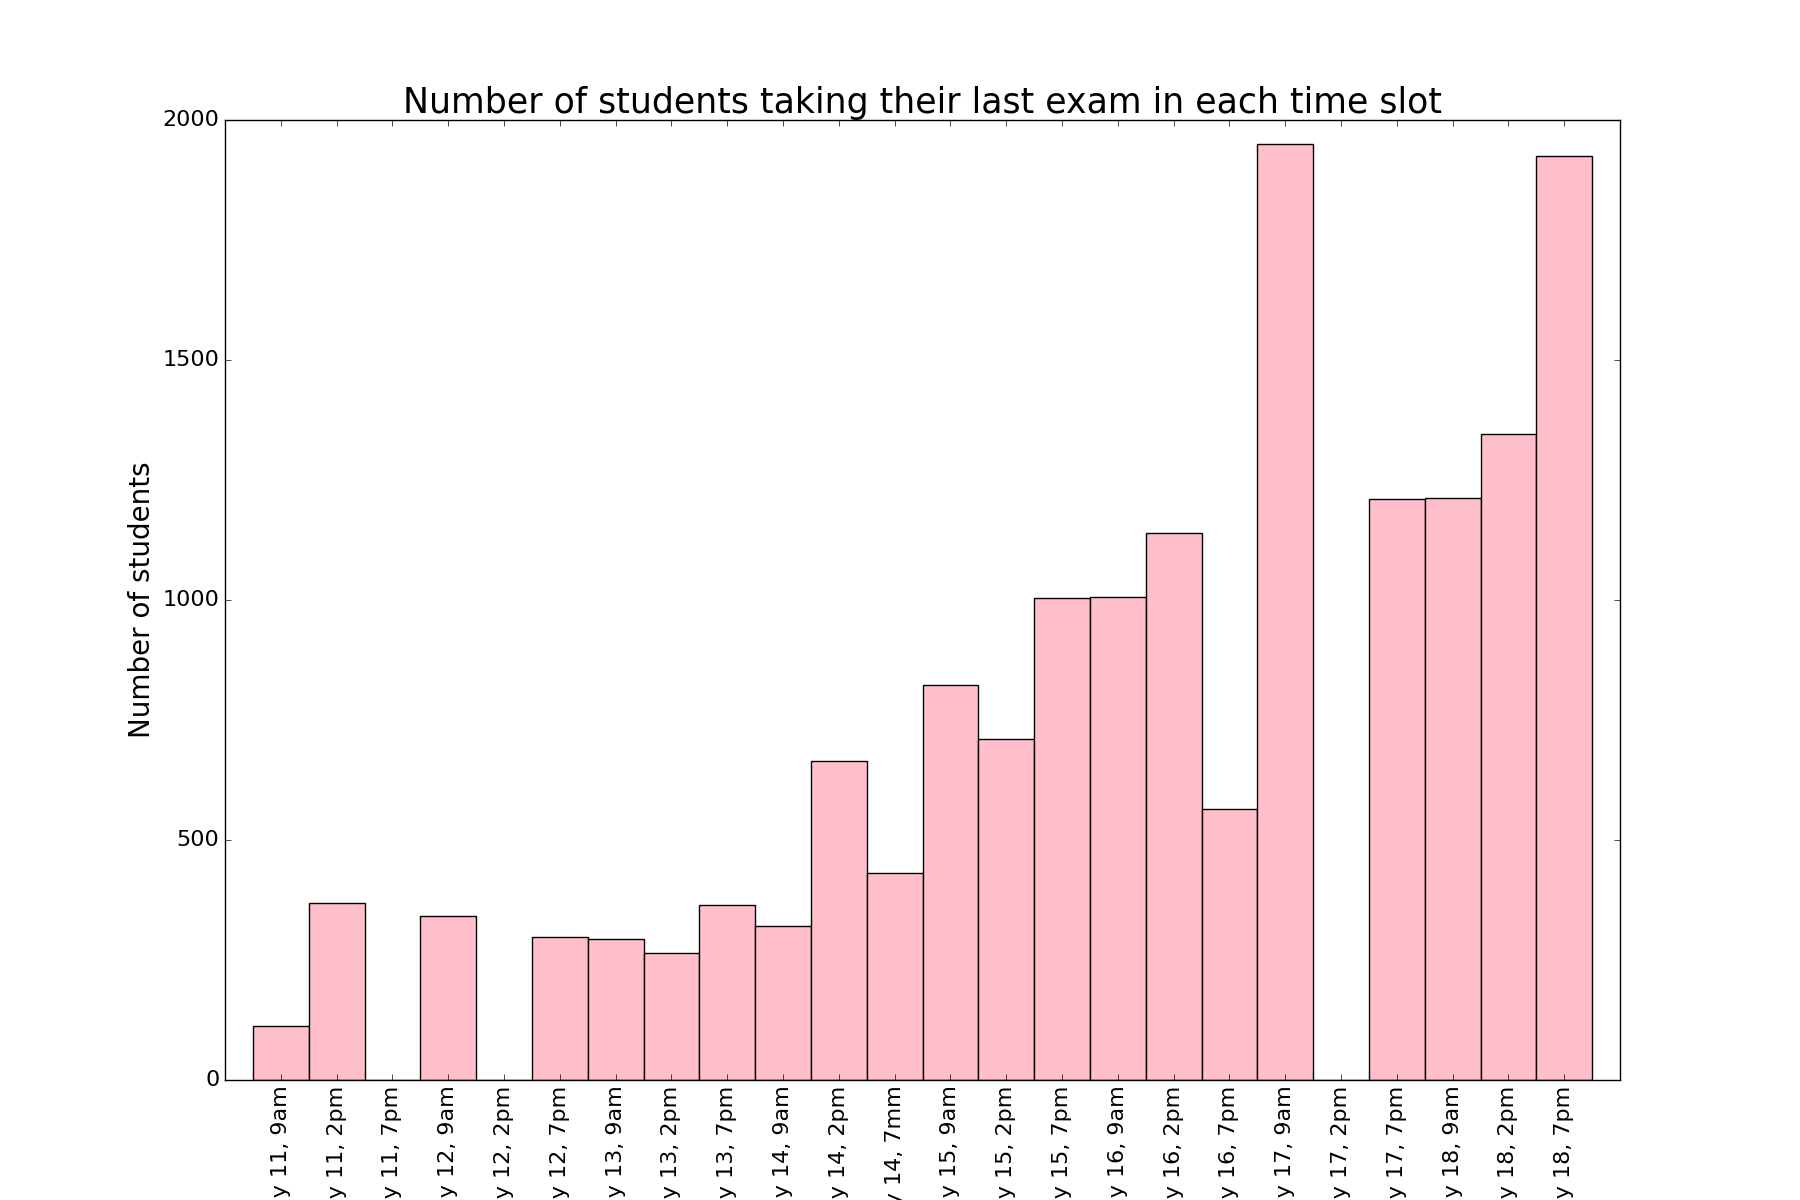 Number of students taking their last exam in each time slot
Number of students
2000
1500
1000
500
0
y 11, 9am
y 11, 2pm
y 11, 7pm
y 12, 9am
y 12, 2pm
y 12, 7pm
y 13, 9am
y 13, 2pm
y 13, 7pm
y 14, 9am
y 14, 2pm
y 14, 7mm
y 15, 9am
y 15, 2pm
y 15, 7pm
y 16, 9am
y 16, 2pm
y 16, 7pm
y 17, 9am
y 17, 2pm
y 17, 7pm
y 18, 9am
y 18, 2pm
y 18, 7pm